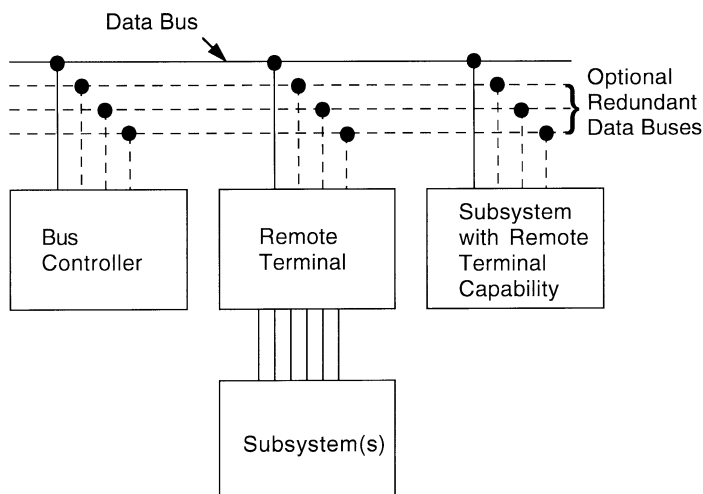 Data Bus
Optional
Redundant
Data Buses
Bus
Controller
Remote
Terminal
Subsystem
with Remote
Terminal
Capability
Subsystem(s)